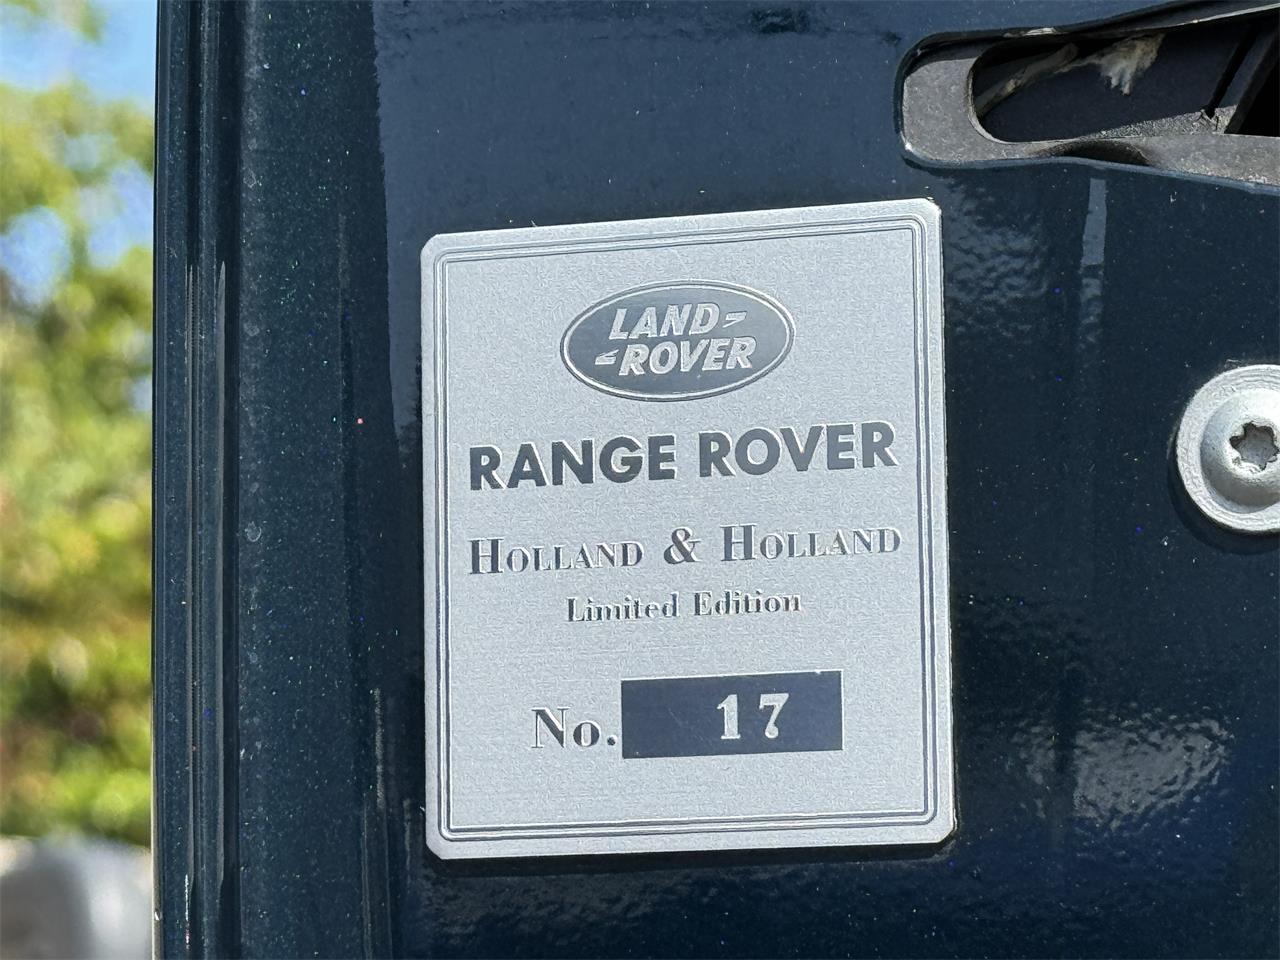 LAND-
-ROVER
RANGE ROVER
HOLLAND & HOLLAND
Limited Edition
No. 17